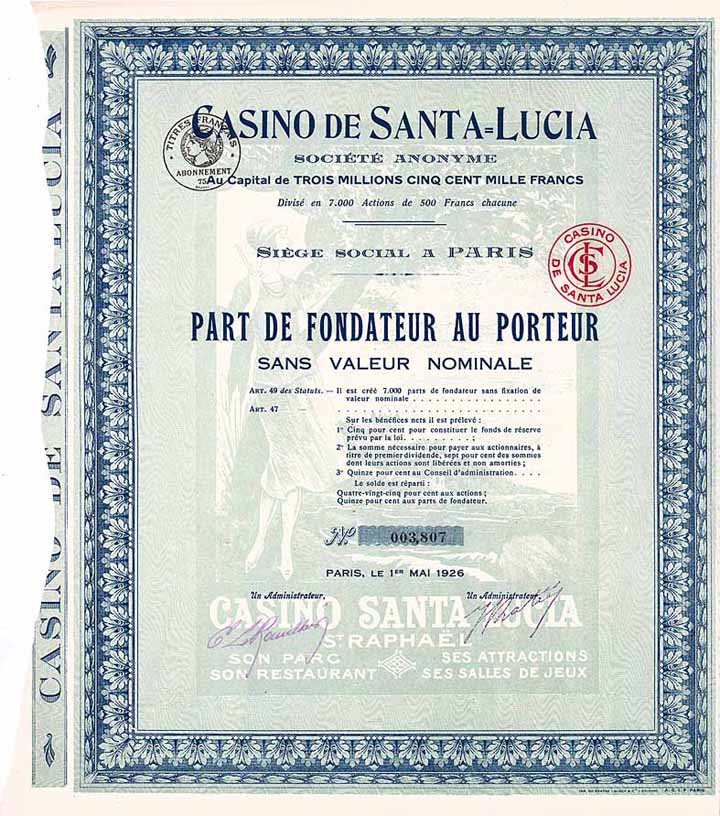 CASINO DE SANTA LUCIA
TITRES FRANÇAIS
ABONNEMENT
75
CASINO DE SANTA-LUCIA
SOCIÉTÉ ANONYME
Au Capital de TROIS MILLIONS CINQ CENT MILLE FRANCS
Divisé en 7.000 Actions de 500 Francs chacune
SIÈGE SOCIAL A PARIS
CASINO
CSL
DE SANTA LUCIA
PART DE FONDATEUR AU PORTEUR
SANS VALEUR NOMINALE
ART. 49 des Statuts. — Il est créé 7.000 parts de fondateur sans fixation de
valeur nominale . . . . . . . . . . . . . . . . . .
ART. 47 — . . . . . . . . . . . . . . . . . . . . . . . .
Sur les bénéfices nets il est prélevé :
1° Cinq pour cent pour constituer le fonds de réserve
prévu par la loi. . . . . . . . . ;
2° La somme nécessaire pour payer aux actionnaires, à
titre de premier dividende, sept pour cent des sommes
dont leurs actions sont libérées et non amorties ;
3° Quinze pour cent au Conseil d'administration. . . .
Le solde est réparti :
Quatre-vingt-cinq pour cent aux actions ;
Quinze pour cent aux parts de fondateur.
N° 003,807
PARIS, LE 1ER MAI 1926
Un Administrateur, Un Administrateur,
CASINO SANTA LUCIA
ST RAPHAËL
SON PARC SES ATTRACTIONS
SON RESTAURANT SES SALLES DE JEUX